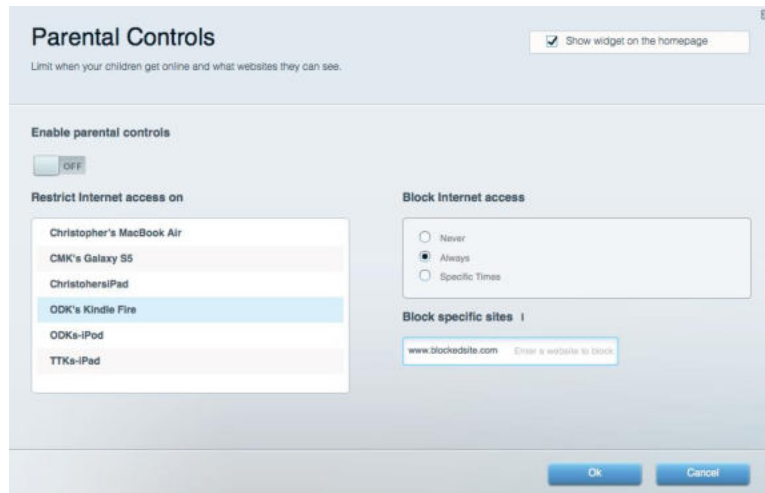 Parental Controls
Show widget on the homepage
Limit when your children get online and what websites they can see.
Enable parental controls
OFF
Restrict Internet access on
Christopher's MacBook Air
CMK's Galaxy S5
ChristohersiPad
ODK's Kindle Fire
ODKs-iPod
TTKs-iPad
Block Internet access
Never
Always
Specific Times
Block specific sites
www.blockedsite.com Enter a website to block
Ok
Cancel